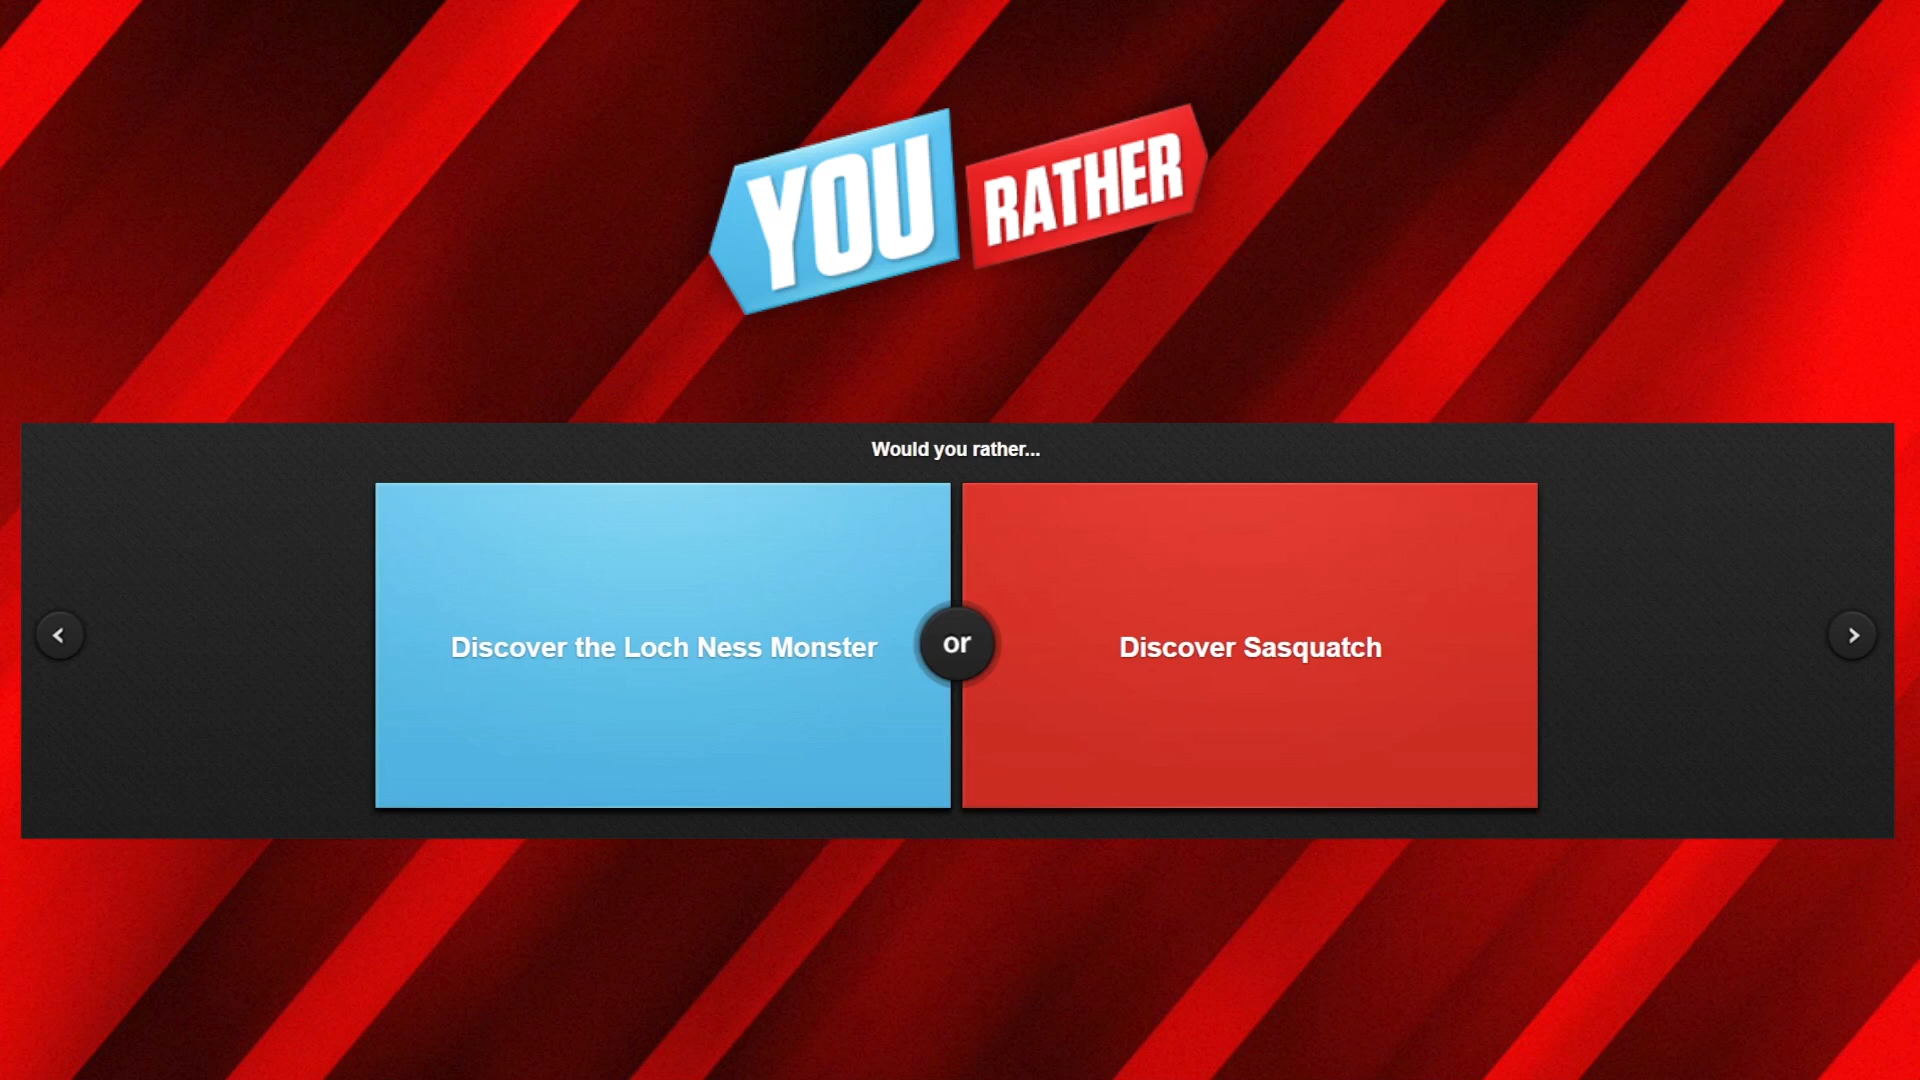 YOU RATHER
Would you rather...
Discover the Loch Ness Monster
or
Discover Sasquatch